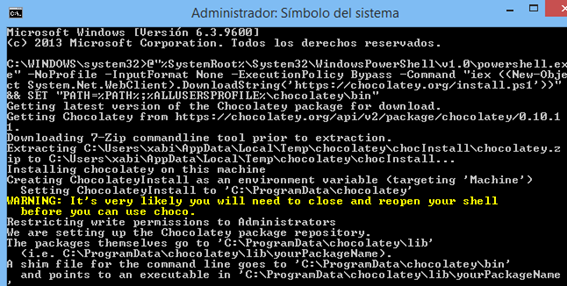 Administrador: Símbolo del sistema
Microsoft Windows [Versión 6.3.9600]
(c) 2013 Microsoft Corporation. Todos los derechos reservados.
C:\WINDOWS\system32>@"%SystemRoot%\System32\WindowsPowerShell\v1.0\powershell.ex
e" -NoProfile -InputFormat None -ExecutionPolicy Bypass -Command "iex ((New-Obje
ct System.Net.WebClient).DownloadString('https://chocolatey.org/install.ps1'))"
&& SET "PATH=%PATH%;%ALLUSERSPROFILE%\chocolatey\bin"
Getting latest version of the Chocolatey package for download.
Getting Chocolatey from https://chocolatey.org/api/v2/package/chocolatey/0.10.1
1.
Downloading 7-Zip commandline tool prior to extraction.
Extracting C:\Users\xabi\AppData\Local\Temp\chocolatey\chocInstall\chocolatey.z
ip to C:\Users\xabi\AppData\Local\Temp\chocolatey\chocInstall...
Installing chocolatey on this machine
Creating ChocolateyInstall as an environment variable (targeting 'Machine')
  Setting ChocolateyInstall to 'C:\ProgramData\chocolatey'
WARNING: It's very likely you will need to close and reopen your shell
  before you can use choco.
Restricting write permissions to Administrators
We are setting up the Chocolatey package repository.
The packages themselves go to 'C:\ProgramData\chocolatey\lib'
  (i.e. C:\ProgramData\chocolatey\lib\yourPackageName).
A shim file for the command line goes to 'C:\ProgramData\chocolatey\bin'
  and points to an executable in 'C:\ProgramData\chocolatey\lib\yourPackageName
'